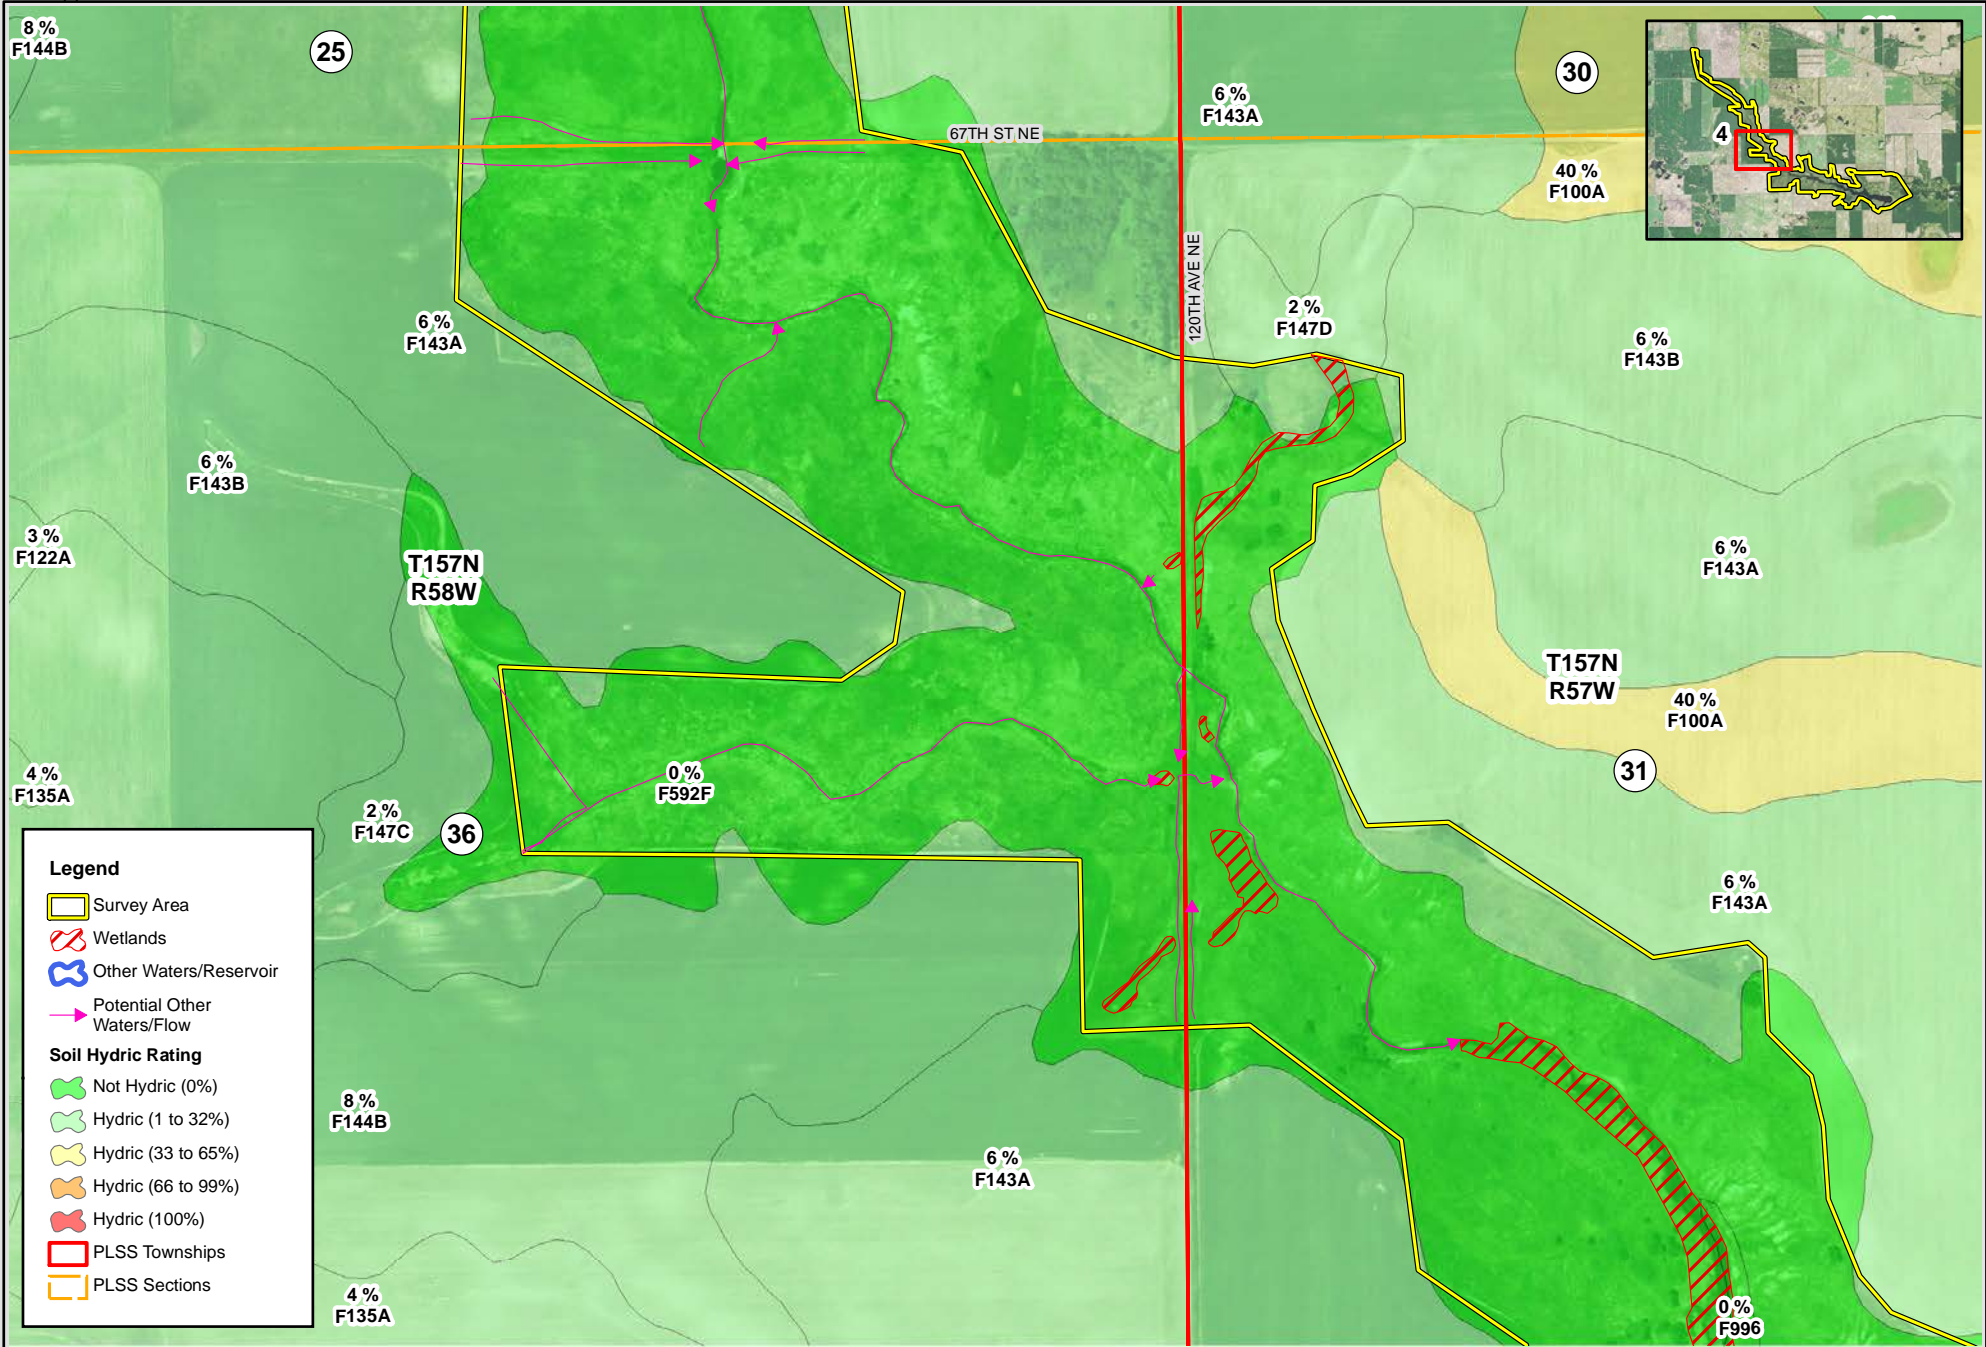 8 %
F144B
25
30
6 %
F143A
67TH ST NE
4
40 %
F100A
120TH AVE NE
6 %
F143A
2 %
F147D
6 %
F143B
6 %
F143B
3 %
F122A
T157N
R58W
6 %
F143A
T157N
R57W
40 %
F100A
4 %
F135A
0 %
F592F
31
2 %
F147C
36
6 %
F143A
Legend
Survey Area
Wetlands
Other Waters/Reservoir
Potential Other
Waters/Flow
Soil Hydric Rating
Not Hydric (0%)
Hydric (1 to 32%)
Hydric (33 to 65%)
Hydric (66 to 99%)
Hydric (100%)
PLSS Townships
PLSS Sections
8 %
F144B
6 %
F143A
4 %
F135A
0 %
F996